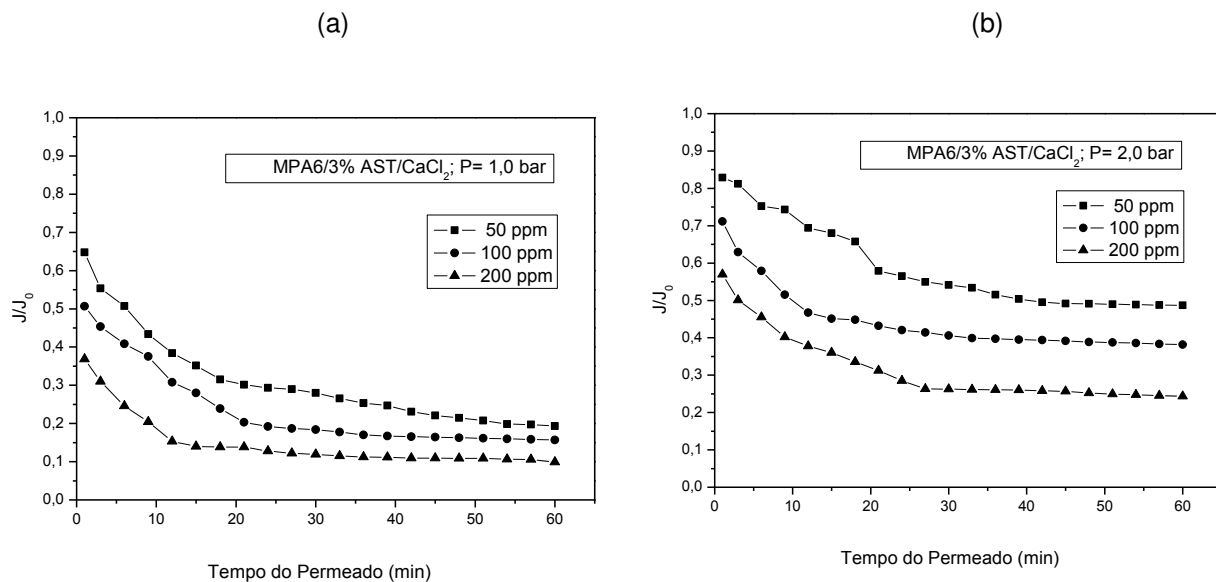 (a)
1,0
0,9
0,8
0,7
0,6
0,5
0,4
0,3
0,2
0,1
0,0
J/J0
MPA6/3% AST/CaCl2; P= 1,0 bar
50 ppm
100 ppm
200 ppm
0 10 20 30 40 50 60
Tempo do Permeado (min)
(b)
1,0
0,9
0,8
0,7
0,6
0,5
0,4
0,3
0,2
0,1
0,0
J/J0
MPA6/3% AST/CaCl2; P= 2,0 bar
50 ppm
100 ppm
200 ppm
0 10 20 30 40 50 60
Tempo do Permeado (min)